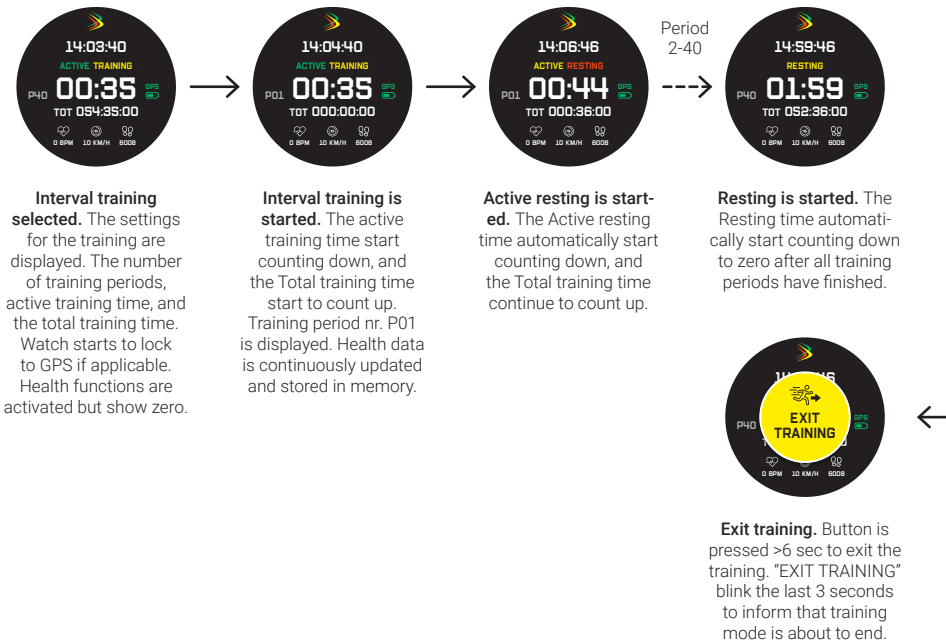 14:03:40
ACTIVE TRAINING
P40 00:35 GPS
TOT 054:35:00
0 BPM 10 KM/H 6008
Interval training
selected. The settings
for the training are
displayed. The number
of training periods,
active training time, and
the total training time.
Watch starts to lock
to GPS if applicable.
Health functions are
activated but show zero.
14:04:40
ACTIVE TRAINING
P01 00:35 GPS
TOT 000:00:00
0 BPM 10 KM/H 6008
Interval training is
started. The active
training time start
counting down, and
the Total training time
start to count up.
Training period nr. P01
is displayed. Health data
is continuously updated
and stored in memory.
14:06:46
ACTIVE RESTING
P01 00:44 GPS
TOT 000:36:00
0 BPM 10 KM/H 6008
Active resting is start-
ed. The Active resting
time automatically start
counting down, and
the Total training time
continue to count up.
Period
2-40
14:59:46
RESTING
P40 01:59 GPS
TOT 052:36:00
0 BPM 10 KM/H 6008
Resting is started. The
Resting time automati-
cally start counting down
to zero after all training
periods have finished.
P40 GPS
EXIT
TRAINING
0 BPM 10 KM/H 6008
Exit training. Button is
pressed >6 sec to exit the
training. “EXIT TRAINING”
blink the last 3 seconds
to inform that training
mode is about to end.